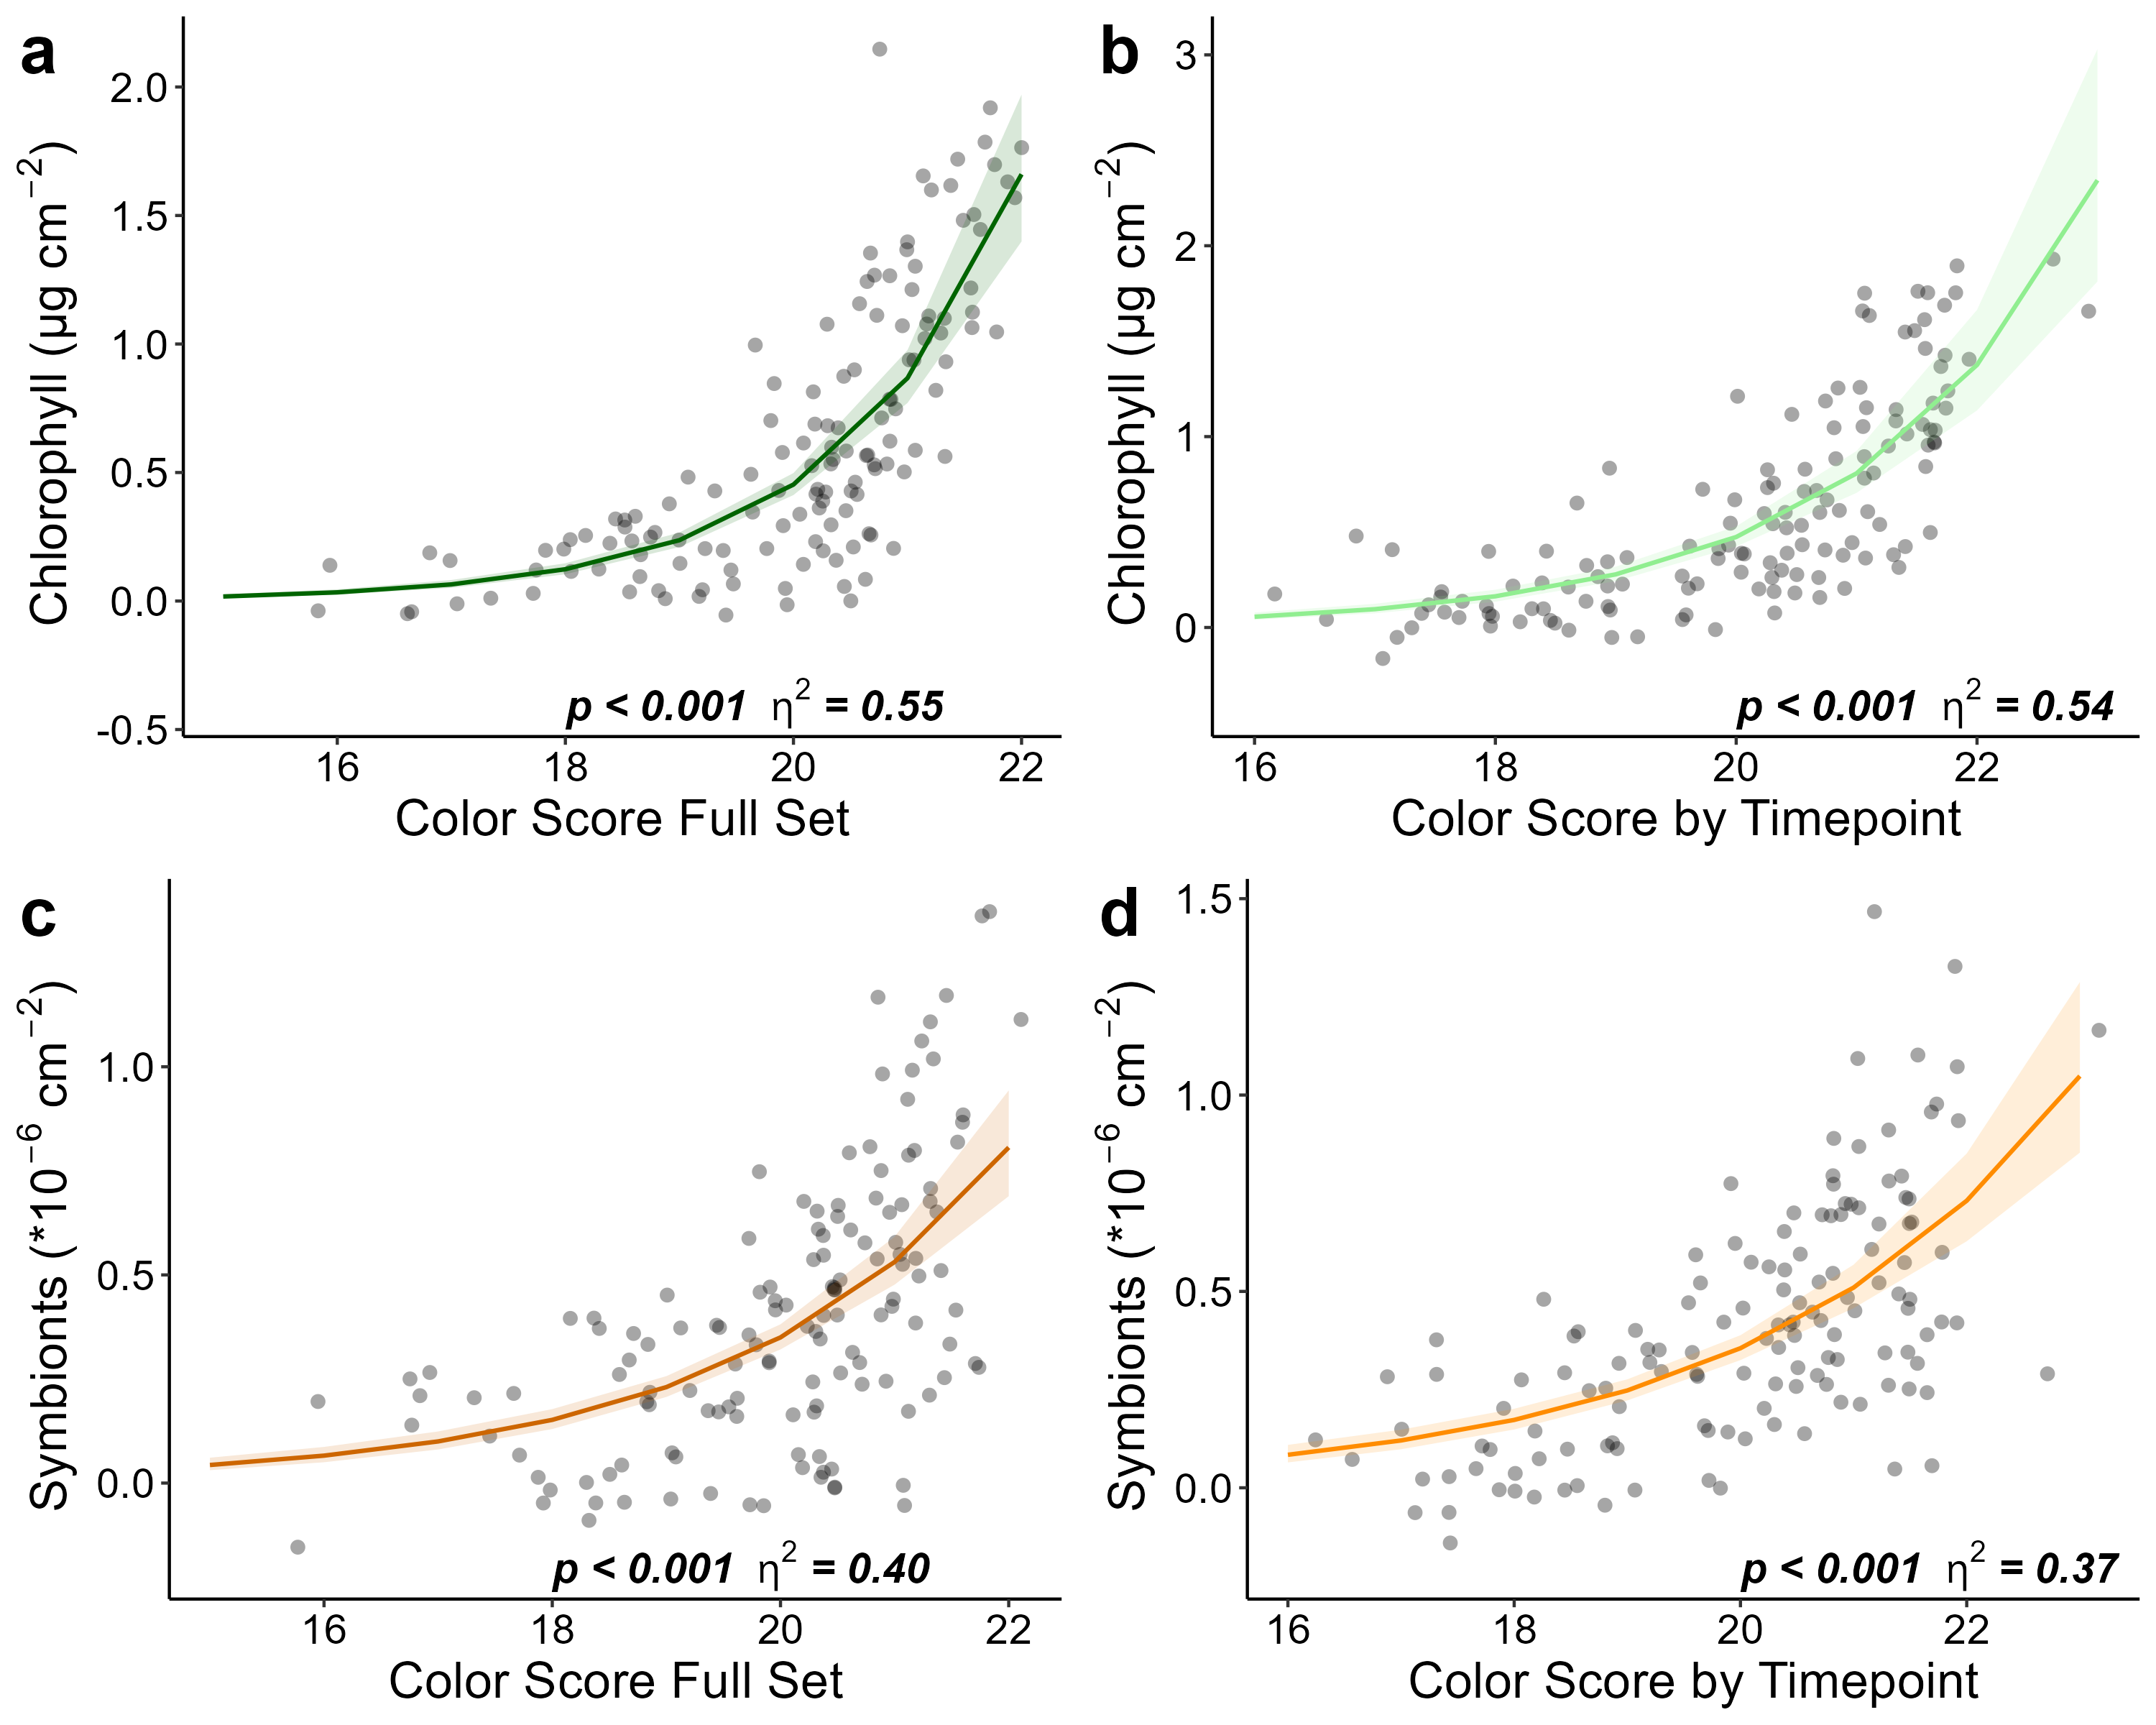 a
Chlorophyll (µg cm⁻²)
2.0
1.5
1.0
0.5
0.0
-0.5
p < 0.001 η² = 0.55
16 18 20 22
Color Score Full Set
b
Chlorophyll (µg cm⁻²)
3
2
1
0
p < 0.001 η² = 0.54
16 18 20 22
Color Score by Timepoint
c
Symbionts (*10⁻⁶ cm⁻²)
1.0
0.5
0.0
p < 0.001 η² = 0.40
16 18 20 22
Color Score Full Set
d
Symbionts (*10⁻⁶ cm⁻²)
1.5
1.0
0.5
0.0
p < 0.001 η² = 0.37
16 18 20 22
Color Score by Timepoint